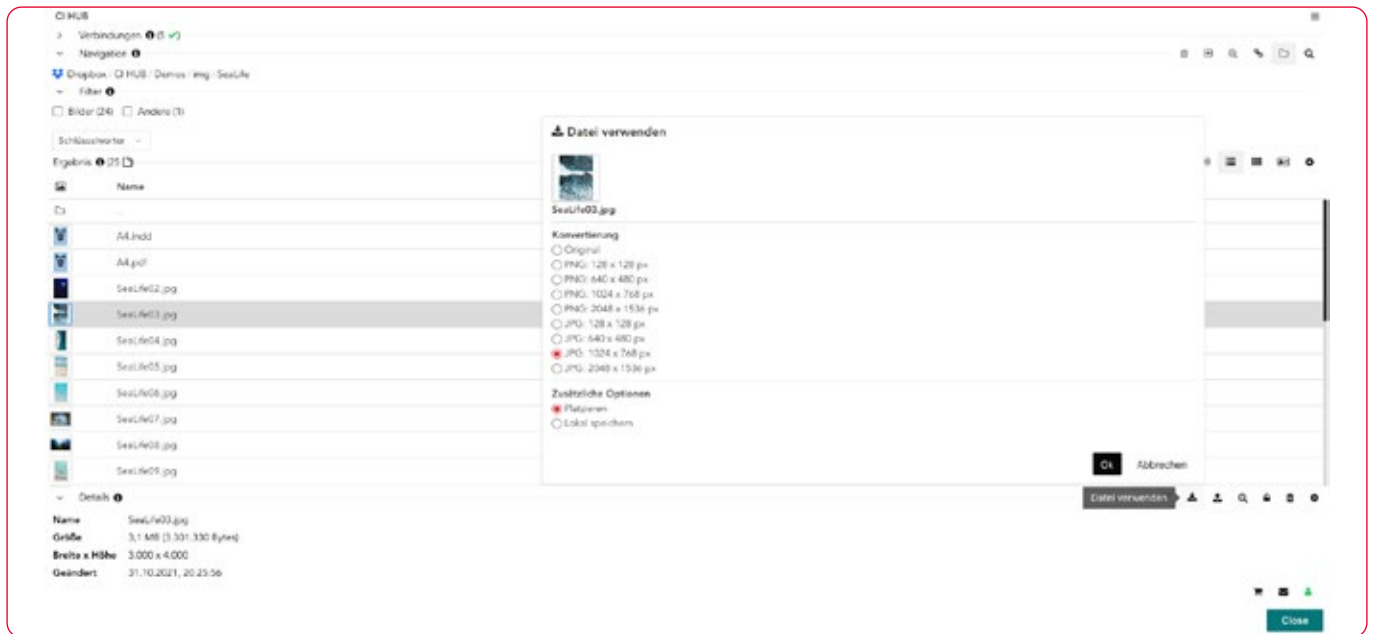 CI HUB
Verbindungen (5 ✓)
Navigation
Dropbox / CI HUB / Demos / img / SeaLife
Filter
Bilder (24) Andere (1)
Schlüsselwörter
Ergebnis (25
Name
..
A4.indd
A4.pdf
SeaLife02.jpg
SeaLife03.jpg
SeaLife04.jpg
SeaLife05.jpg
SeaLife06.jpg
SeaLife07.jpg
SeaLife08.jpg
SeaLife09.jpg
Datei verwenden
SeaLife03.jpg
Konvertierung
Original
PNG: 128 x 128 px
PNG: 640 x 480 px
PNG: 1024 x 768 px
PNG: 2048 x 1536 px
JPG: 128 x 128 px
JPG: 640 x 480 px
JPG: 1024 x 768 px
JPG: 2048 x 1536 px
Zusätzliche Optionen
Platzieren
Lokal speichern
Ok Abbrechen
Details
Datei verwenden
Name SeaLife03.jpg
Größe 3,1 MB (3.301.330 Bytes)
Breite x Höhe 3.000 x 4.000
Geändert 31.10.2021, 20:25:56
Close